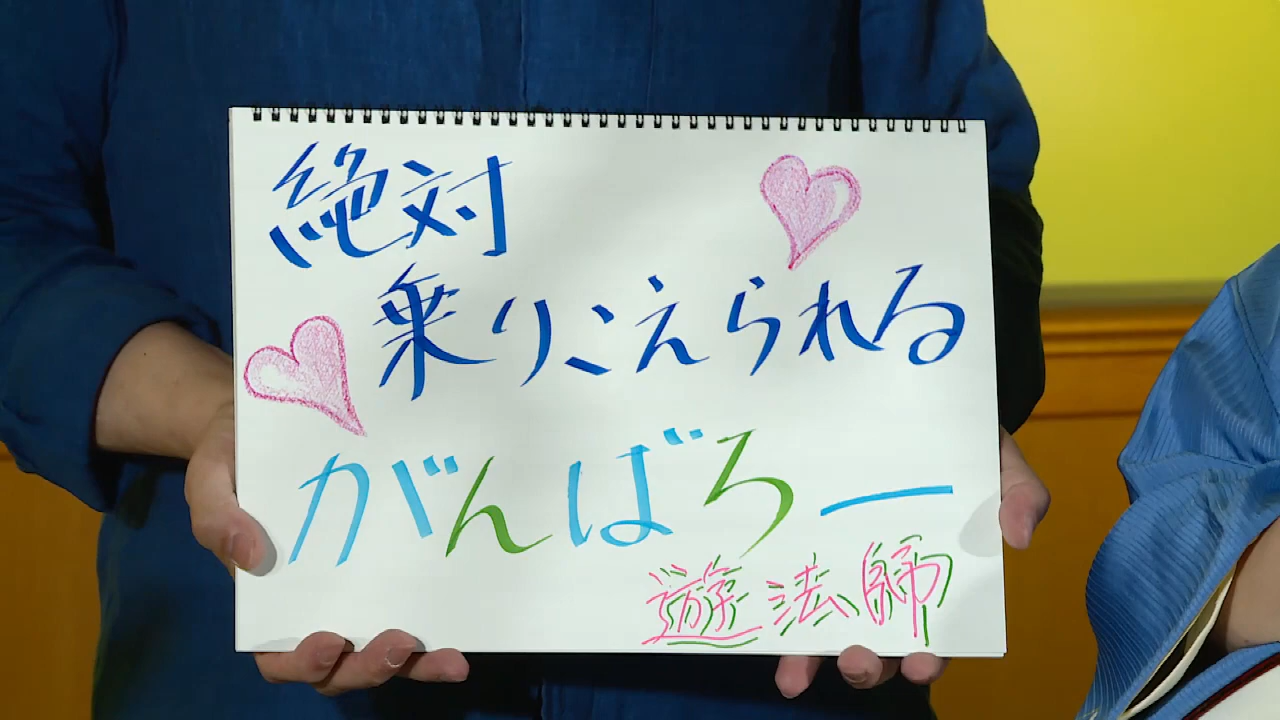 絶対
乗りこえられる
がんばろー
遊法師